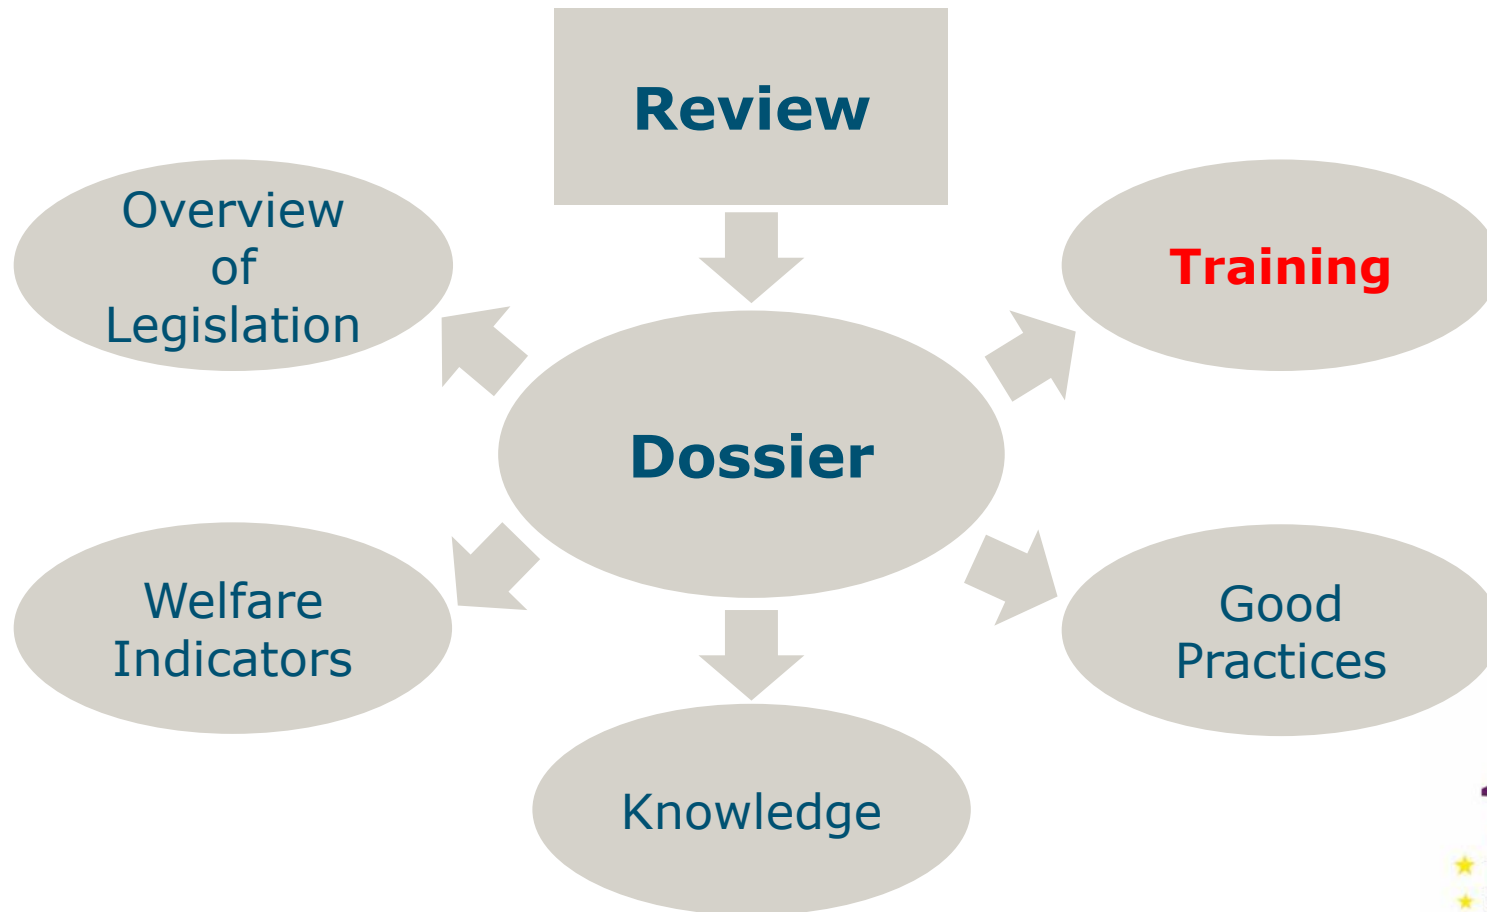 Review
Overview
of
Legislation
Training
Dossier
Welfare
Indicators
Good
Practices
Knowledge